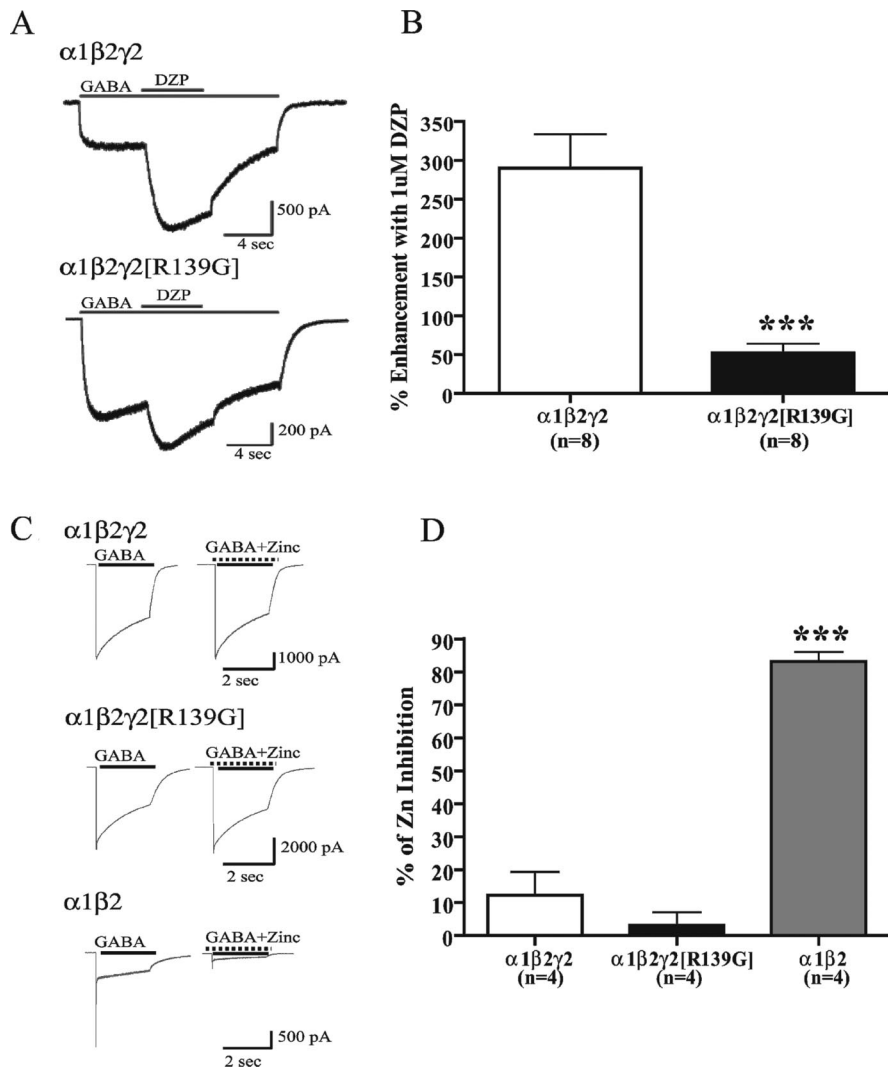 A
α1β2γ2
GABA
DZP
500 pA
4 sec
α1β2γ2[R139G]
GABA
DZP
200 pA
4 sec
B
% Enhancement with 1uM DZP
350
300
250
200
150
100
50
0
***
α1β2γ2
(n=8)
α1β2γ2[R139G]
(n=8)
C
α1β2γ2
GABA
GABA+Zinc
1000 pA
2 sec
α1β2γ2[R139G]
GABA
GABA+Zinc
2000 pA
2 sec
α1β2
GABA
GABA+Zinc
500 pA
2 sec
D
% of Zn Inhibition
90
80
70
60
50
40
30
20
10
0
***
α1β2γ2
(n=4)
α1β2γ2[R139G]
(n=4)
α1β2
(n=4)